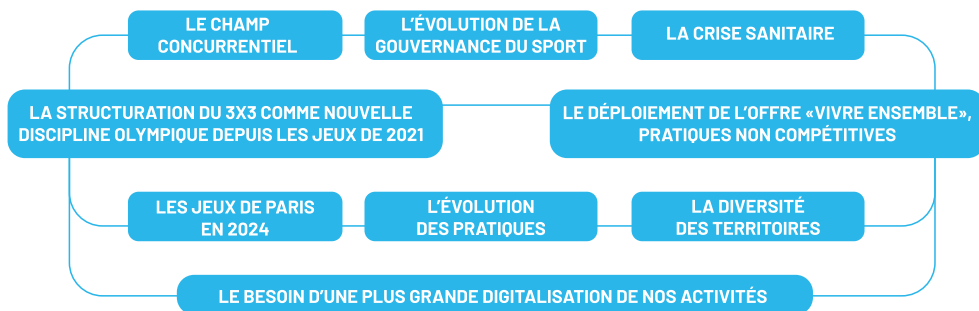 LE CHAMP
CONCURRENTIEL
L'ÉVOLUTION DE LA
GOUVERNANCE DU SPORT
LA CRISE SANITAIRE
LA STRUCTURATION DU 3X3 COMME NOUVELLE
DISCIPLINE OLYMPIQUE DEPUIS LES JEUX DE 2021
LE DÉPLOIEMENT DE L'OFFRE «VIVRE ENSEMBLE»,
PRATIQUES NON COMPÉTITIVES
LES JEUX DE PARIS
EN 2024
L'ÉVOLUTION
DES PRATIQUES
LA DIVERSITÉ
DES TERRITOIRES
LE BESOIN D'UNE PLUS GRANDE DIGITALISATION DE NOS ACTIVITÉS